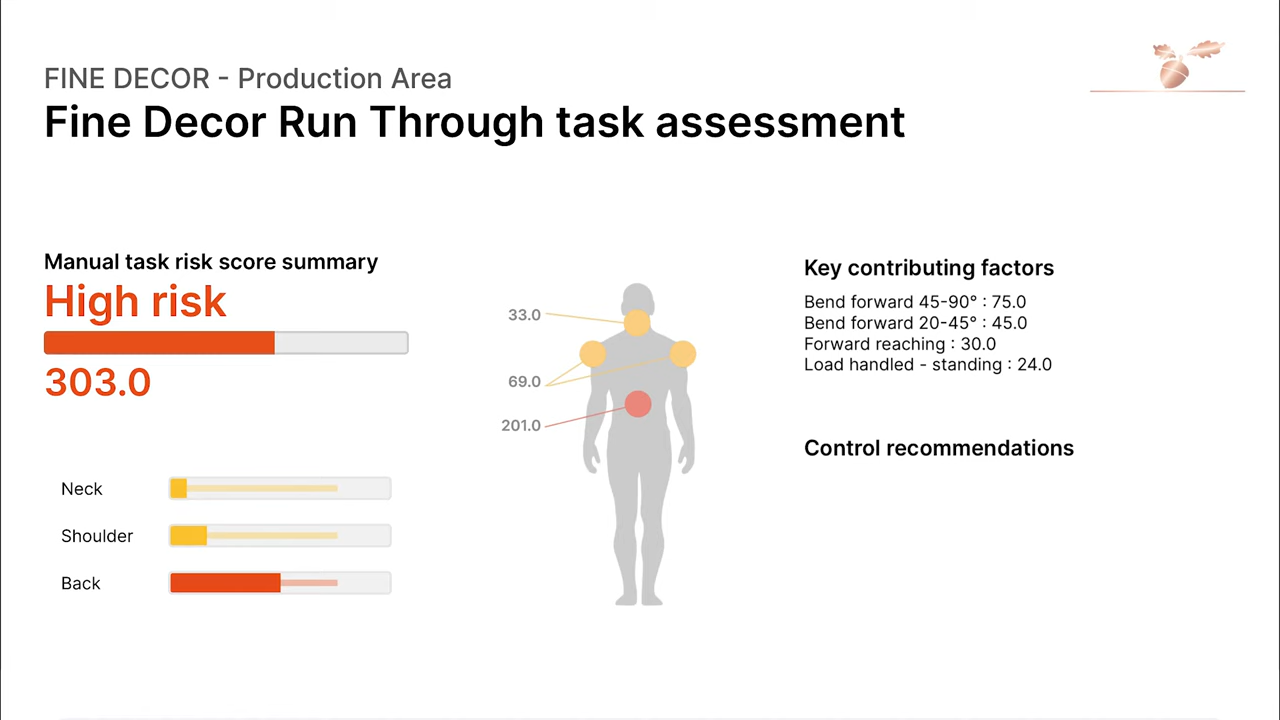 FINE DECOR - Production Area
Fine Decor Run Through task assessment
Manual task risk score summary
High risk
303.0
Neck
Shoulder
Back
33.0
69.0
201.0
Key contributing factors
Bend forward 45-90° : 75.0
Bend forward 20-45° : 45.0
Forward reaching : 30.0
Load handled - standing : 24.0
Control recommendations